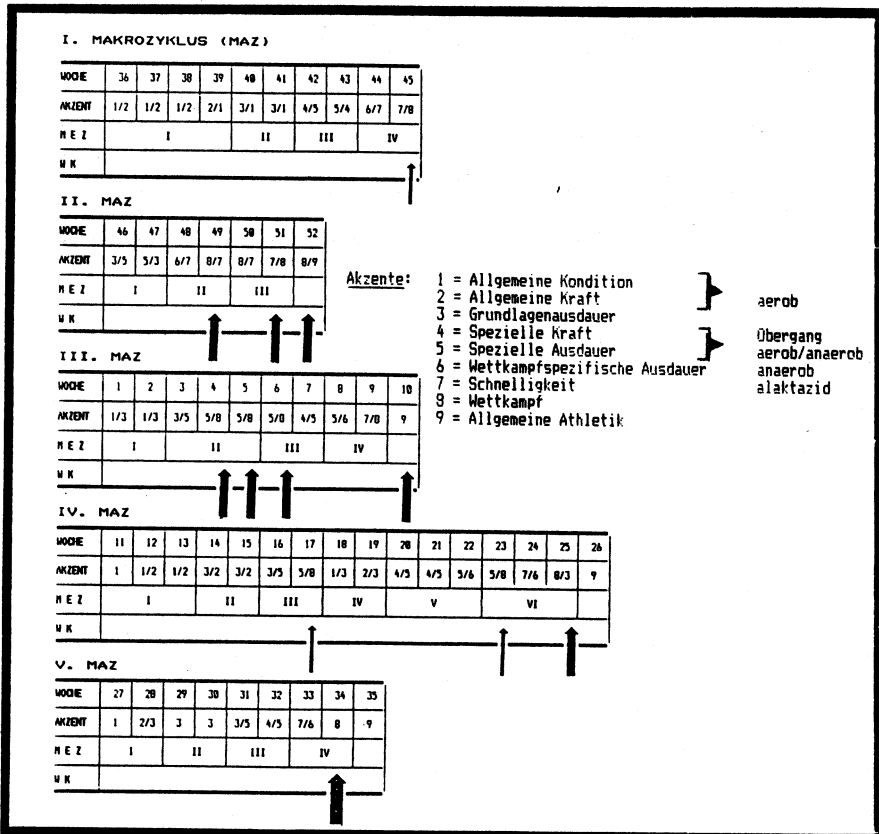 I. MAKROZYKLUS (MAZ)
WOCHE 36 37 38 39 40 41 42 43 44 45
AKZENT 1/2 1/2 1/2 2/1 3/1 3/1 4/5 5/4 6/7 7/8
M E Z I II III IV
W K
II. MAZ
WOCHE 46 47 48 49 50 51 52
AKZENT 3/5 5/3 6/7 8/7 8/7 7/8 8/9
M E Z I II III
W K
Akzente:
1 = Allgemeine Kondition
2 = Allgemeine Kraft
3 = Grundlagenausdauer
aerob
4 = Spezielle Kraft
5 = Spezielle Ausdauer
Übergang
aerob/anaerob
6 = Wettkampfspezifische Ausdauer anaerob
7 = Schnelligkeit alaktazid
8 = Wettkampf
9 = Allgemeine Athletik
III. MAZ
WOCHE 1 2 3 4 5 6 7 8 9 10
AKZENT 1/3 1/3 3/5 5/8 5/8 5/8 4/5 5/6 7/8 9
M E Z I II III IV
W K
IV. MAZ
WOCHE 11 12 13 14 15 16 17 18 19 20 21 22 23 24 25 26
AKZENT 1 1/2 1/2 3/2 3/2 3/5 5/8 1/3 2/3 4/5 4/5 5/6 5/8 7/6 8/3 9
M E Z I II III IV V VI
W K
V. MAZ
WOCHE 27 28 29 30 31 32 33 34 35
AKZENT 1 2/3 3 3 3/5 4/5 7/6 8 9
M E Z I II III IV
W K